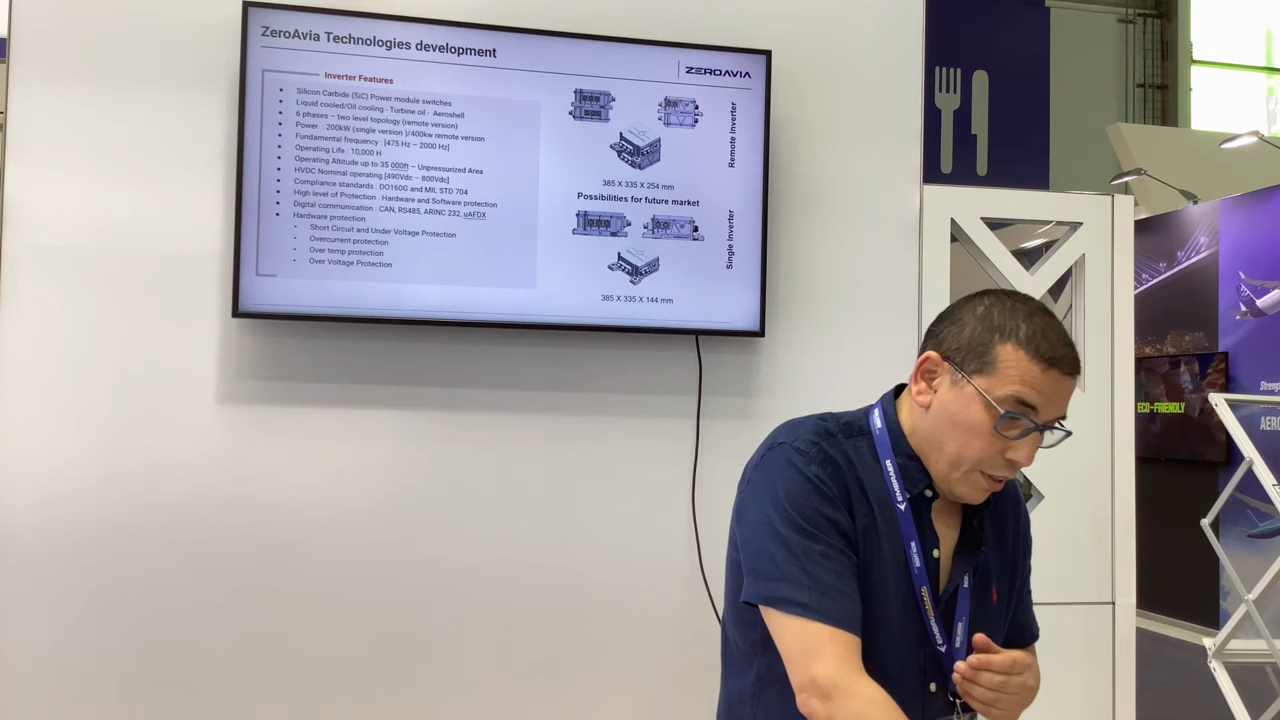 ZeroAvia Technologies development
ZEROAVIA
Inverter Features
Silicon Carbide (SiC) Power module switches
Liquid cooled/Oil cooling - Turbine oil - Aeroshell
6 phases – two level topology (remote version)
Power : 200kW (single version )/400kw remote version
Fundamental frequency : [475 Hz – 2000 Hz]
Operating Life : 10,000 H
Operating Altitude up to 35 000ft – Unpressurized Area
HVDC Nominal operating [490Vdc – 800Vdc]
Compliance standards : DO160G and MIL STD 704
High level of Protection : Hardware and Software protection
Digital communication : CAN, RS485, ARINC 232, uAFDX
Hardware protection
Short Circuit and Under Voltage Protection
Overcurrent protection
Over temp protection
Over Voltage Protection
Remote Inverter
385 X 335 X 254 mm
Possibilities for future market
Single Inverter
385 X 335 X 144 mm
ECO-FRIENDLY
AERO
EMBRAER
EMBRAER